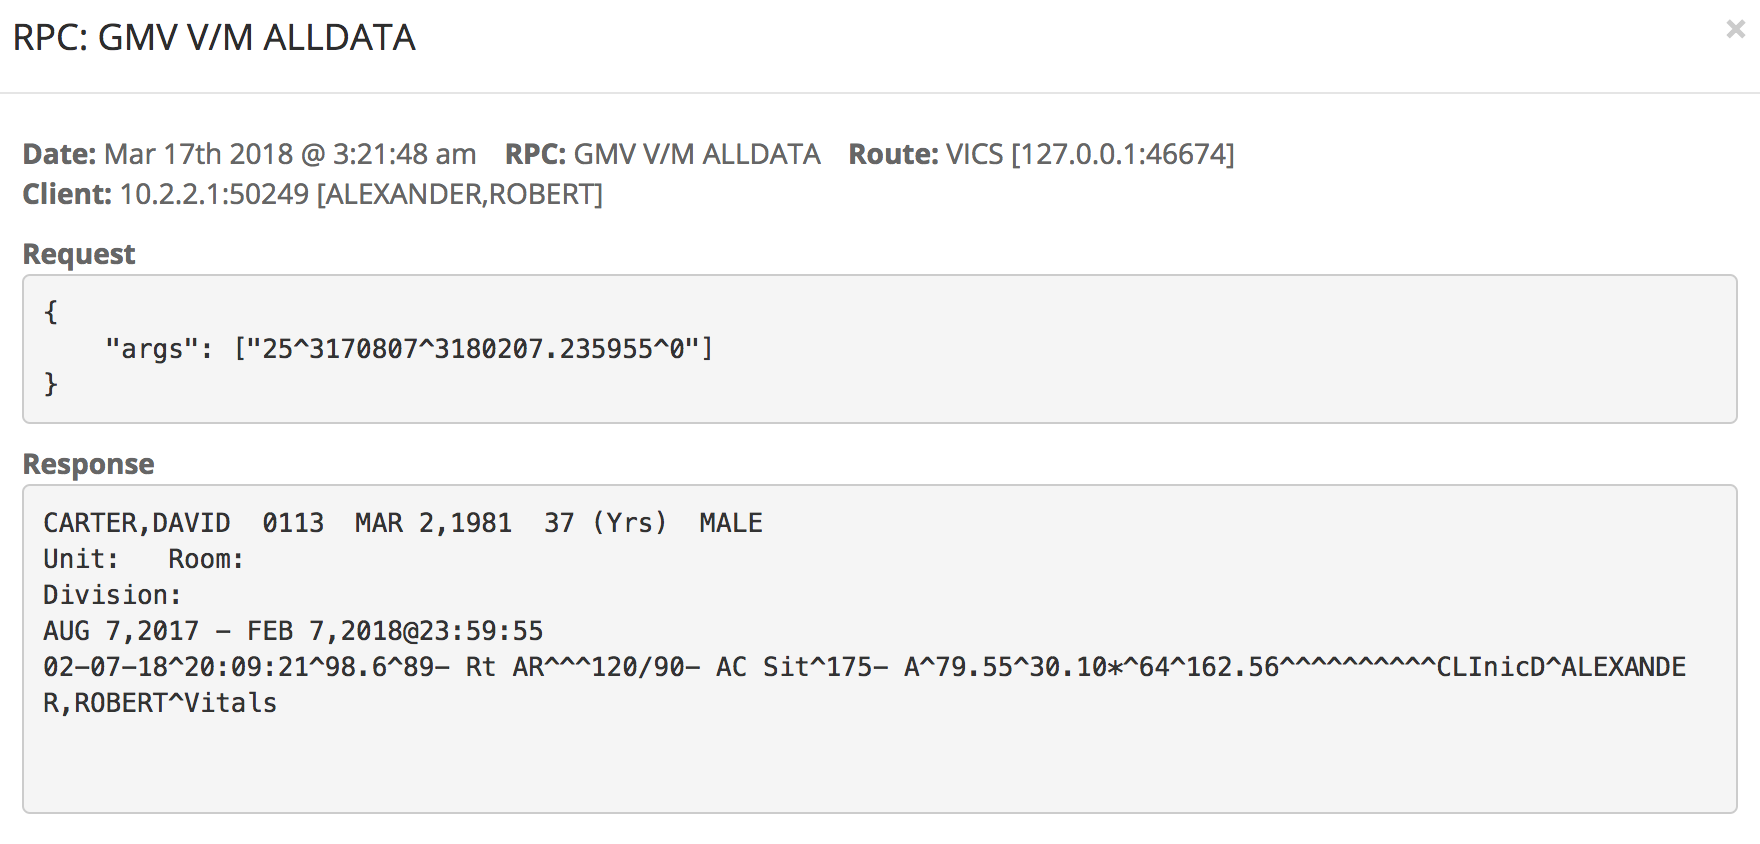 RPC: GMV V/M ALLDATA
×
Date: Mar 17th 2018 @ 3:21:48 am RPC: GMV V/M ALLDATA Route: VICS [127.0.0.1:46674]
Client: 10.2.2.1:50249 [ALEXANDER,ROBERT]
Request
{
    "args": ["25^3170807^3180207.235955^0"]
}
Response
CARTER,DAVID  0113  MAR 2,1981  37 (Yrs)  MALE
Unit:   Room:
Division:
AUG 7,2017 - FEB 7,2018@23:59:55
02-07-18^20:09:21^98.6^89- Rt AR^^^120/90- AC Sit^175- A^79.55^30.10*^64^162.56^^^^^^^^^^CLInicD^ALEXANDE
R,ROBERT^Vitals